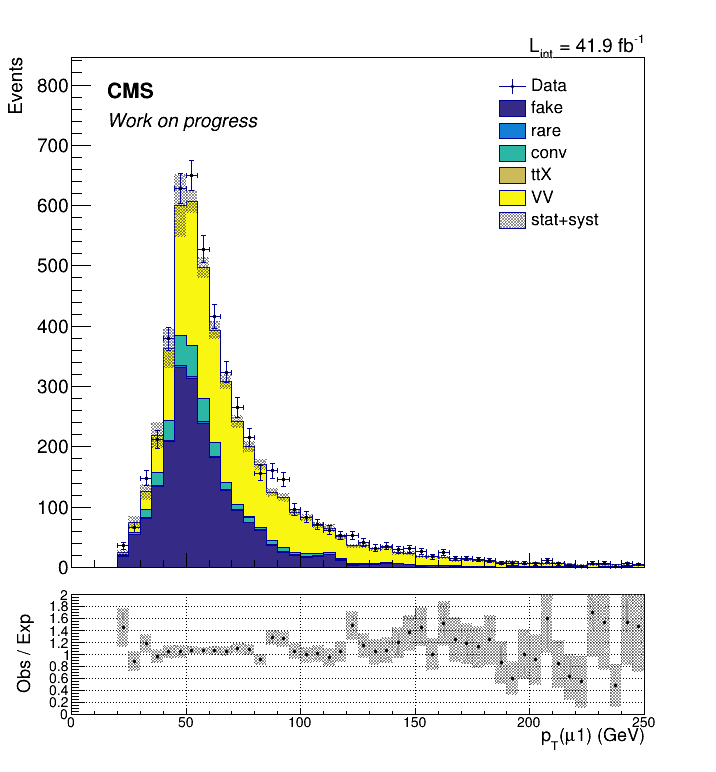 L_int = 41.9 fb^-1
Events
CMS
Work on progress
Data
fake
rare
conv
ttX
VV
stat+syst
800
700
600
500
400
300
200
100
0
Obs / Exp
2
1.8
1.6
1.4
1.2
1
0.8
0.6
0.4
0.2
0
0 50 100 150 200 250
p_T(μ1) (GeV)